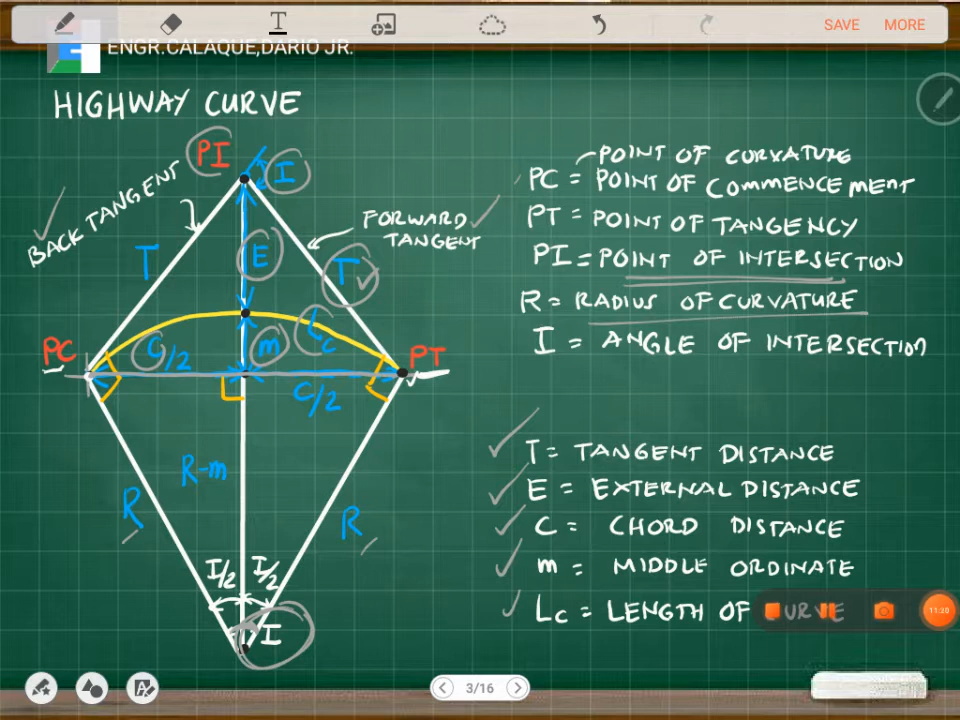 SAVE
MORE
ENGR.CALAQUE,DARIO JR.
HIGHWAY CURVE
PI
I
BACK TANGENT
FORWARD
TANGENT
T
E
T
Lc
C/2
m
PC
PT
C/2
R-m
R
R
I/2
I/2
I
POINT OF CURVATURE
PC = POINT OF COMMENCEMENT
PT = POINT OF TANGENCY
PI = POINT OF INTERSECTION
R = RADIUS OF CURVATURE
I = ANGLE OF INTERSECTION
T = TANGENT DISTANCE
E = EXTERNAL DISTANCE
C = CHORD DISTANCE
m = MIDDLE ORDINATE
Lc = LENGTH OF CURVE
11:20
3/16